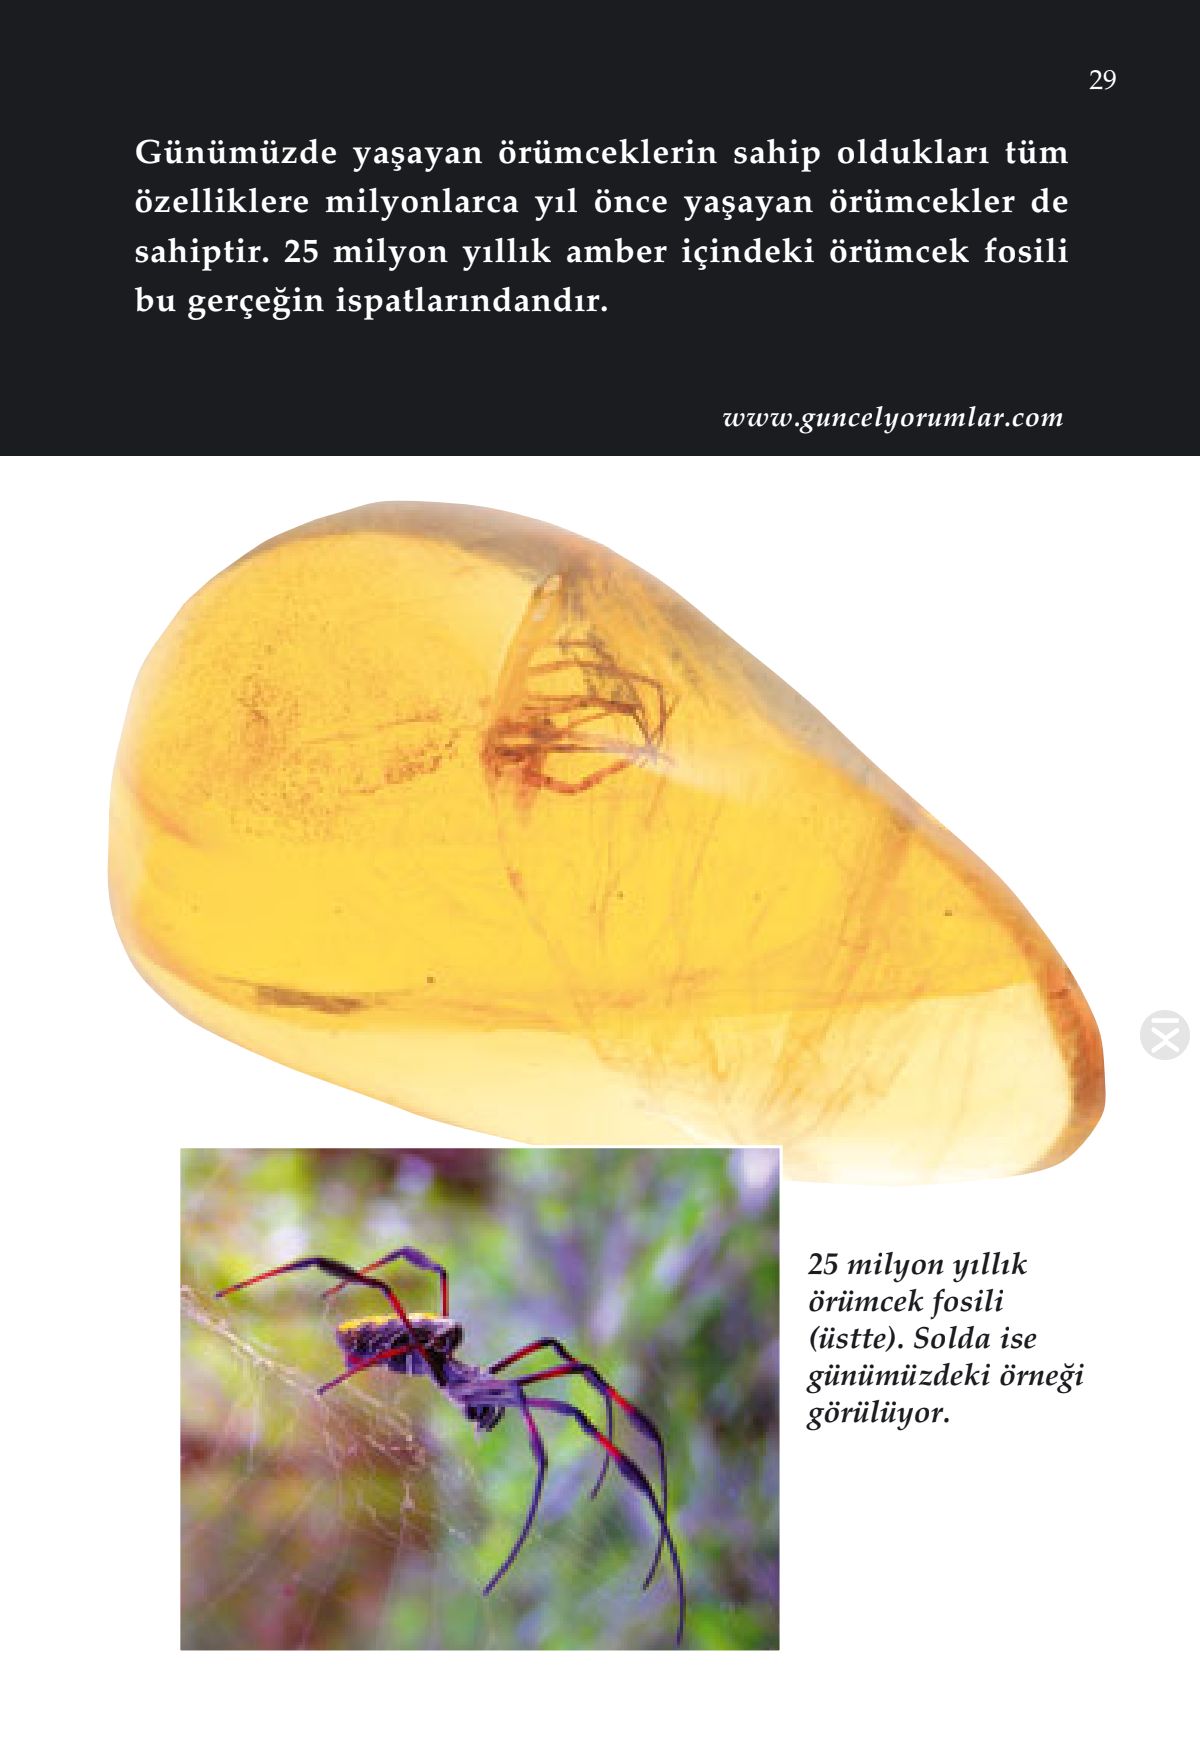 29
Günümüzde yaşayan örümceklerin sahip oldukları tüm
özelliklere milyonlarca yıl önce yaşayan örümcekler de
sahiptir. 25 milyon yıllık amber içindeki örümcek fosili
bu gerçeğin ispatlarındandır.
www.guncelyorumlar.com
25 milyon yıllık
örümcek fosili
(üstte). Solda ise
günümüzdeki örneği
görülüyor.